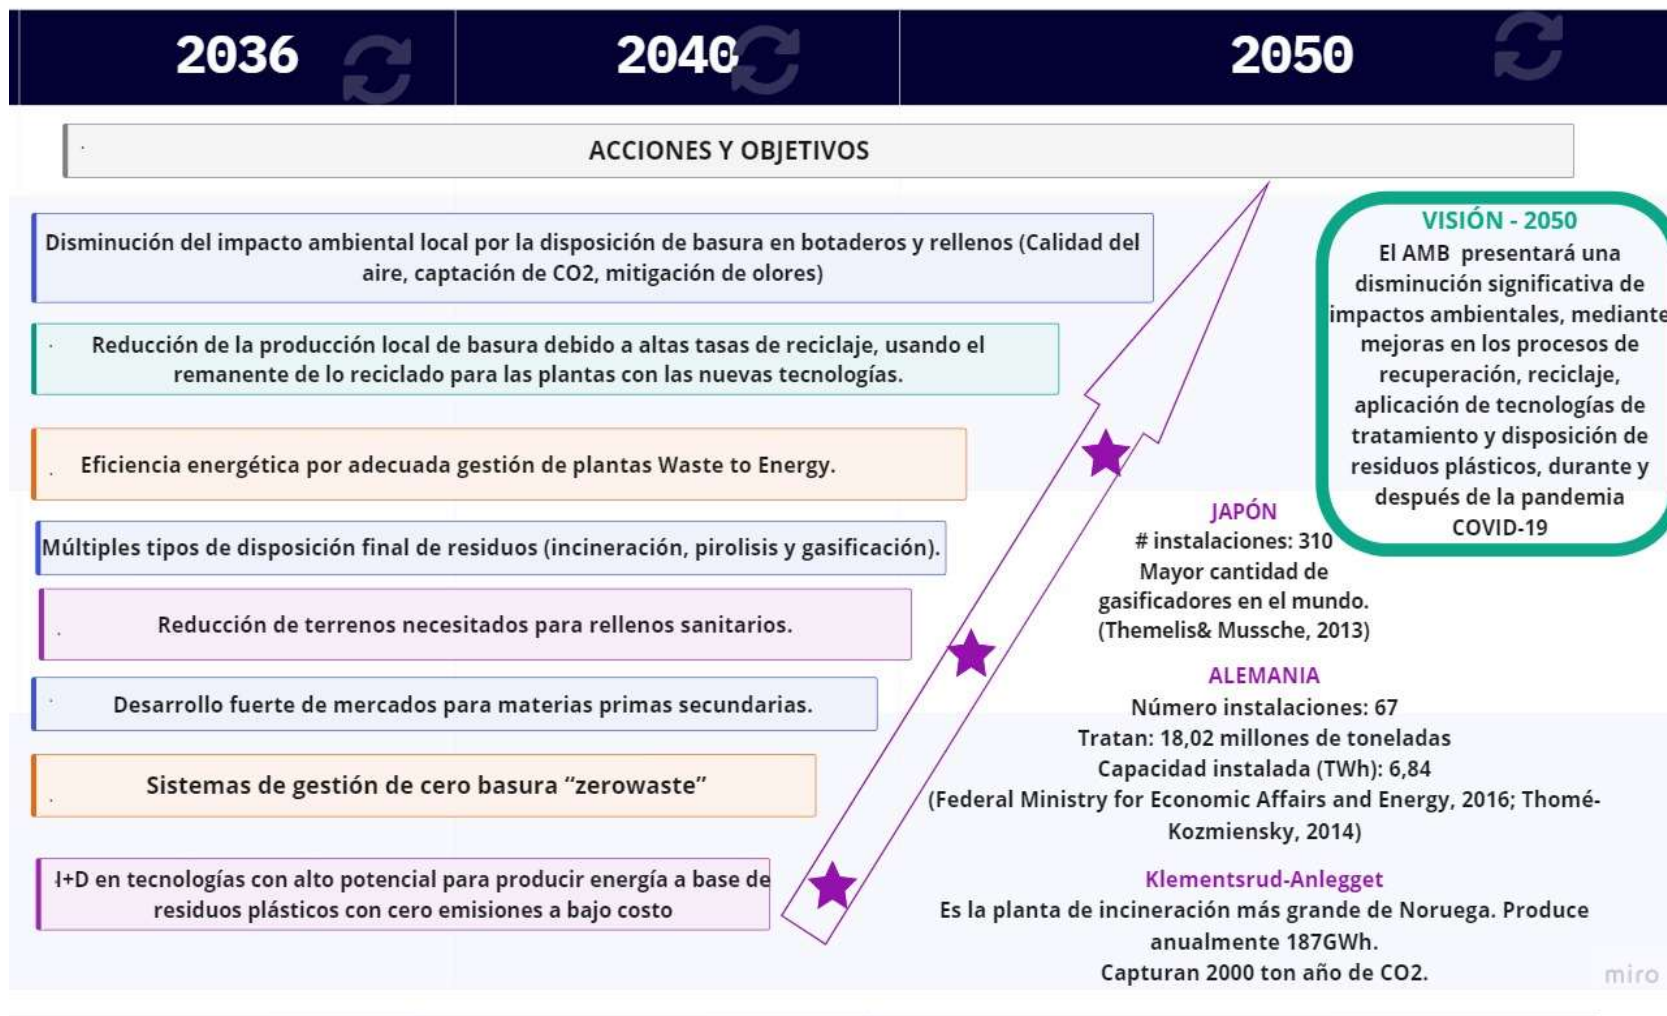 2036
2040
2050
ACCIONES Y OBJETIVOS
Disminución del impacto ambiental local por la disposición de basura en botaderos y rellenos (Calidad del
aire, captación de CO2, mitigación de olores)
Reducción de la producción local de basura debido a altas tasas de reciclaje, usando el
remanente de lo reciclado para las plantas con las nuevas tecnologías.
Eficiencia energética por adecuada gestión de plantas Waste to Energy.
Múltiples tipos de disposición final de residuos (incineración, pirolisis y gasificación).
Reducción de terrenos necesitados para rellenos sanitarios.
Desarrollo fuerte de mercados para materias primas secundarias.
Sistemas de gestión de cero basura “zerowaste”
I+D en tecnologías con alto potencial para producir energía a base de
residuos plásticos con cero emisiones a bajo costo
VISIÓN - 2050
El AMB presentará una
disminución significativa de
impactos ambientales, mediante
mejoras en los procesos de
recuperación, reciclaje,
aplicación de tecnologías de
tratamiento y disposición de
residuos plásticos, durante y
después de la pandemia
COVID-19
JAPÓN
# instalaciones: 310
Mayor cantidad de
gasificadores en el mundo.
(Themelis& Mussche, 2013)
ALEMANIA
Número instalaciones: 67
Tratan: 18,02 millones de toneladas
Capacidad instalada (TWh): 6,84
(Federal Ministry for Economic Affairs and Energy, 2016; Thomé-
Kozmiensky, 2014)
Klementsrud-Anlegget
Es la planta de incineración más grande de Noruega. Produce
anualmente 187GWh.
Capturan 2000 ton año de CO2.
miro